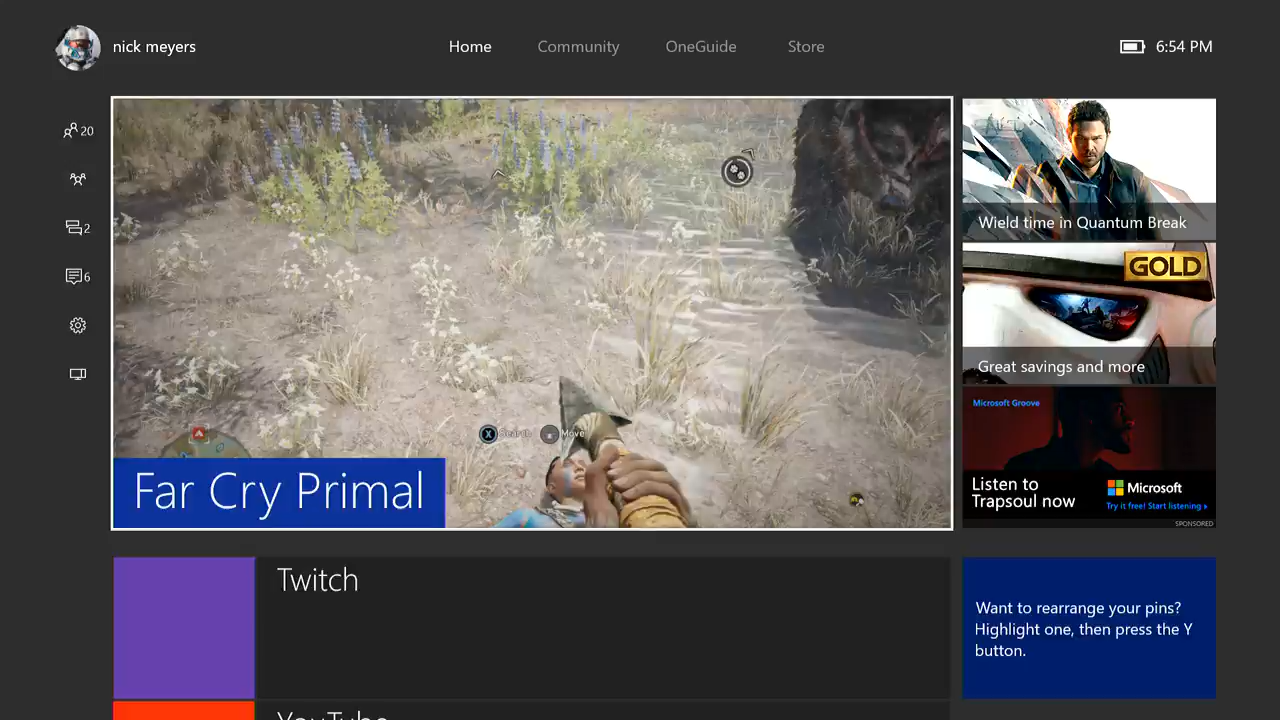 nick meyers
Home
Community
OneGuide
Store
6:54 PM
20
2
6
X Search
Move
Far Cry Primal
Wield time in Quantum Break
GOLD
Great savings and more
Microsoft Groove
Listen to
Trapsoul now
Microsoft
Try it free! Start listening
SPONSORED
Twitch
Want to rearrange your pins?
Highlight one, then press the Y
button.
YouTube